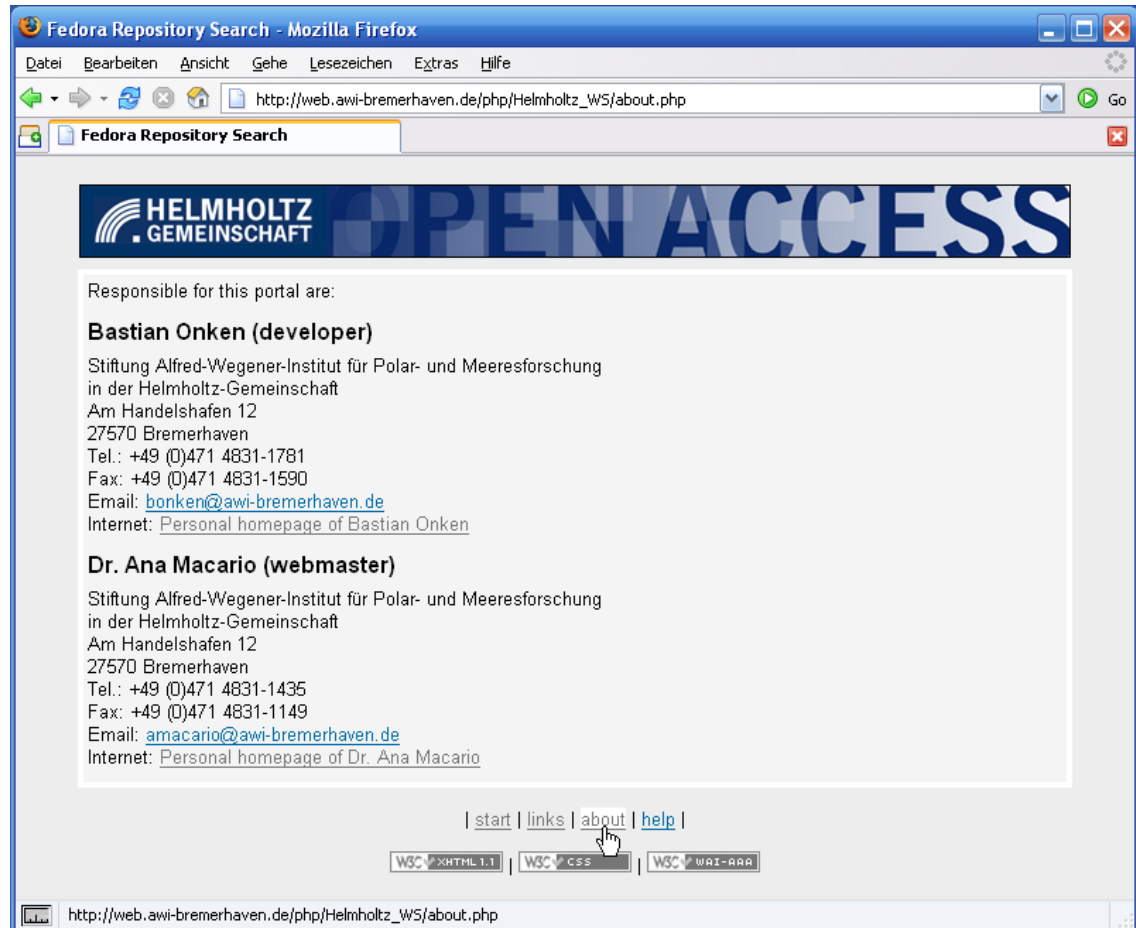 Fedora Repository Search - Mozilla Firefox
Datei Bearbeiten Ansicht Gehe Lesezeichen Extras Hilfe
http://web.awi-bremerhaven.de/php/Helmholtz_WS/about.php Go
Fedora Repository Search
HELMHOLTZ
GEMEINSCHAFT
OPEN ACCESS
Responsible for this portal are:
Bastian Onken (developer)
Stiftung Alfred-Wegener-Institut für Polar- und Meeresforschung
in der Helmholtz-Gemeinschaft
Am Handelshafen 12
27570 Bremerhaven
Tel.: +49 (0)471 4831-1781
Fax: +49 (0)471 4831-1590
Email: bonken@awi-bremerhaven.de
Internet: Personal homepage of Bastian Onken
Dr. Ana Macario (webmaster)
Stiftung Alfred-Wegener-Institut für Polar- und Meeresforschung
in der Helmholtz-Gemeinschaft
Am Handelshafen 12
27570 Bremerhaven
Tel.: +49 (0)471 4831-1435
Fax: +49 (0)471 4831-1149
Email: amacario@awi-bremerhaven.de
Internet: Personal homepage of Dr. Ana Macario
| start | links | about | help |
W3C XHTML 1.1 | W3C CSS | W3C WAI-AAA
http://web.awi-bremerhaven.de/php/Helmholtz_WS/about.php